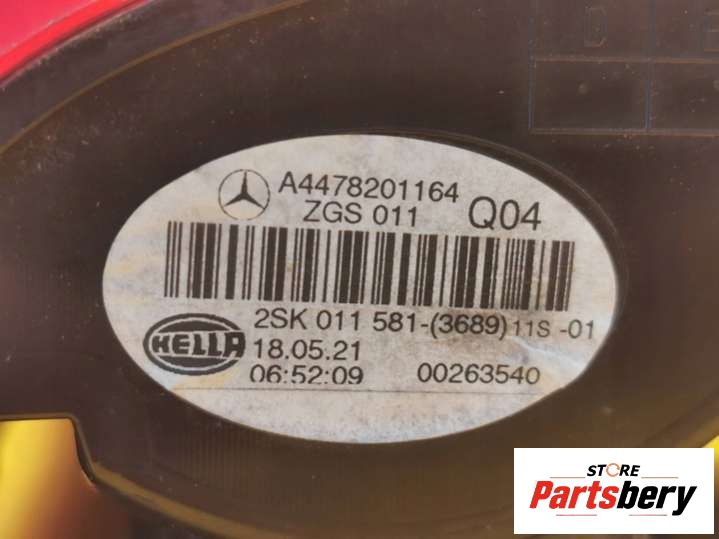 A4478201164
ZGS 011 Q04
2SK 011 581-(3689) 11S -01
HELLA
18.05.21
06:52:09 00263540
STORE
Partsbery